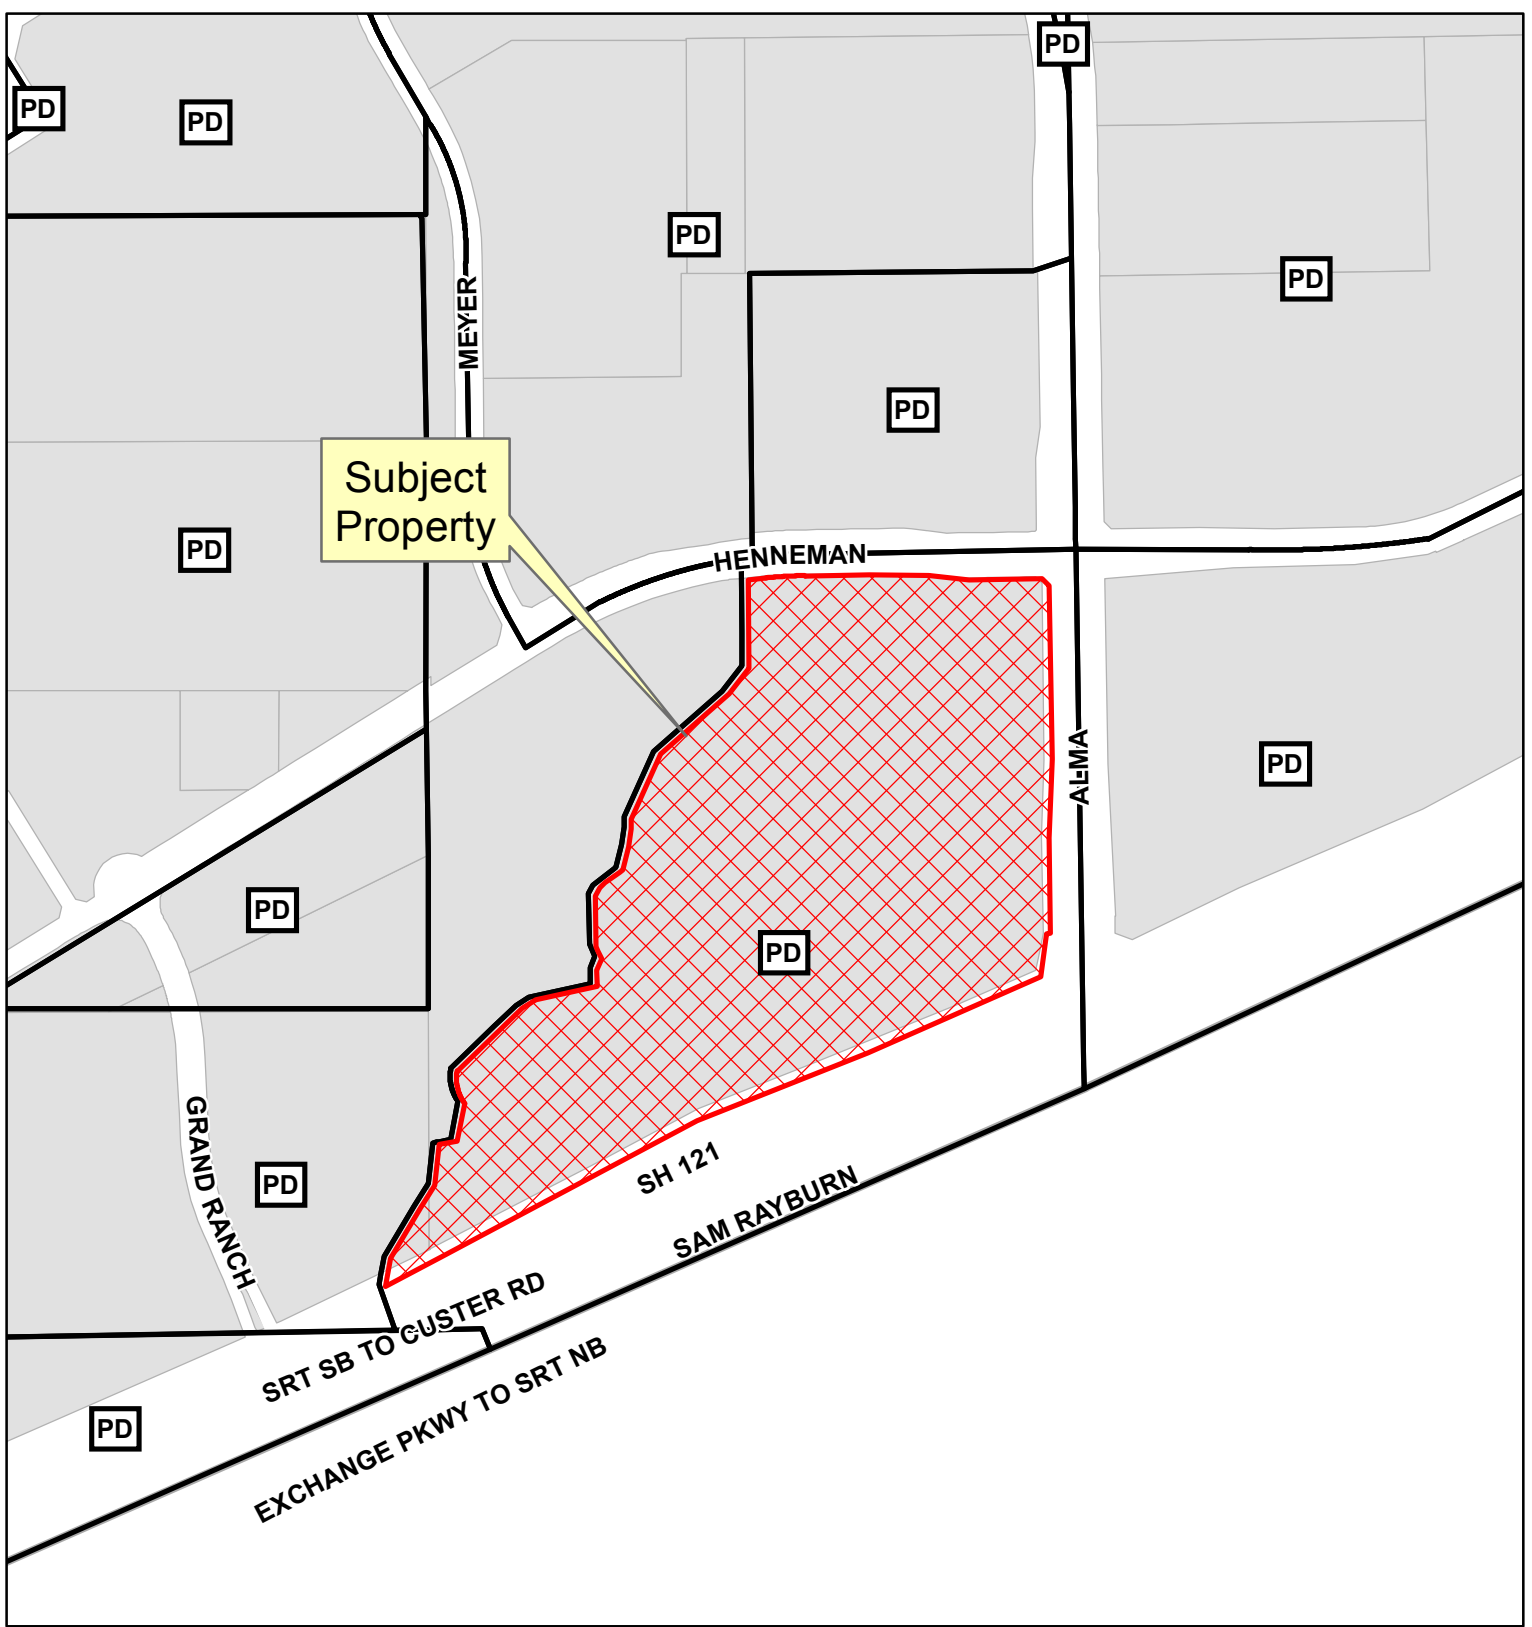 PD
PD
PD
PD
PD
MEYER
PD
Subject
Property
PD
HENNEMAN
ALMA
PD
PD
PD
GRAND RANCH
SH 121
PD
SAM RAYBURN
SRT SB TO CUSTER RD
EXCHANGE PKWY TO SRT NB
PD